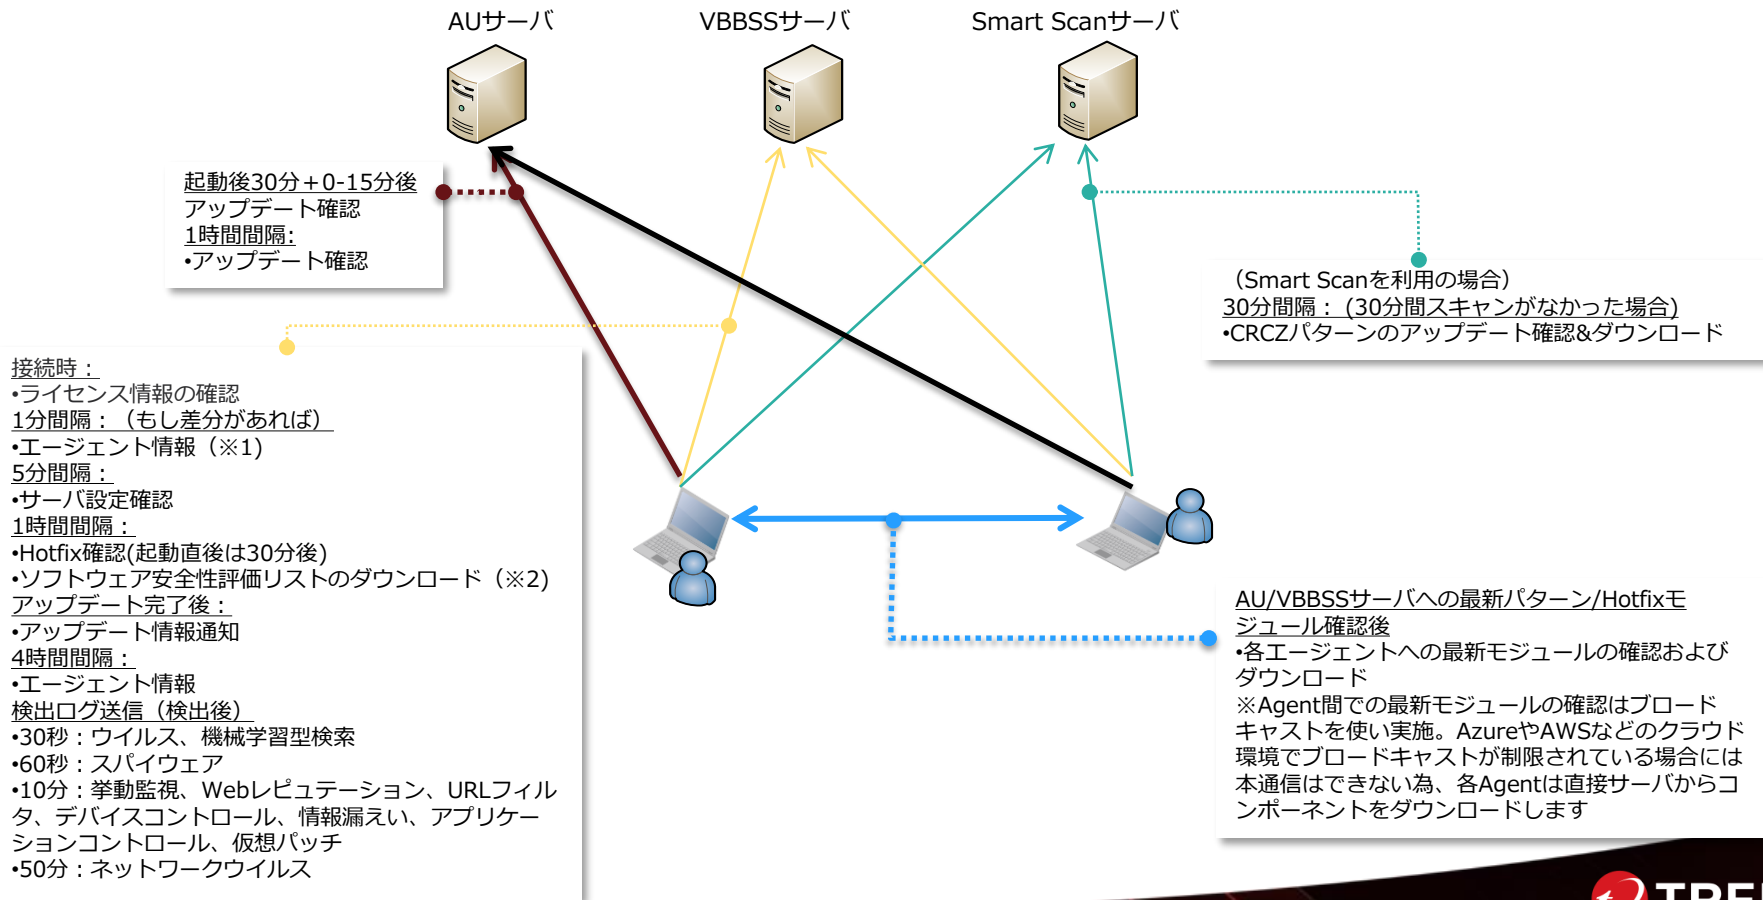 AUサーバ
VBBSSサーバ
Smart Scanサーバ
起動後30分＋0-15分後
アップデート確認
1時間間隔:
•アップデート確認
（Smart Scanを利用の場合）
30分間隔： (30分間スキャンがなかった場合)
•CRCZパターンのアップデート確認&ダウンロード
接続時：
•ライセンス情報の確認
1分間隔：（もし差分があれば）
•エージェント情報（※1)
5分間隔：
•サーバ設定確認
1時間間隔：
•Hotfix確認(起動直後は30分後)
•ソフトウェア安全性評価リストのダウンロード（※2)
アップデート完了後：
•アップデート情報通知
4時間間隔：
•エージェント情報
検出ログ送信（検出後）
•30秒：ウイルス、機械学習型検索
•60秒：スパイウェア
•10分：挙動監視、Webレピュテーション、URLフィル
タ、デバイスコントロール、情報漏えい、アプリケー
ションコントロール、仮想パッチ
•50分：ネットワークウイルス
AU/VBBSSサーバへの最新パターン/Hotfixモ
ジュール確認後
•各エージェントへの最新モジュールの確認および
ダウンロード
※Agent間での最新モジュールの確認はブロード
キャストを使い実施。AzureやAWSなどのクラウド
環境でブロードキャストが制限されている場合には
本通信はできない為、各Agentは直接サーバからコ
ンポーネントをダウンロードします